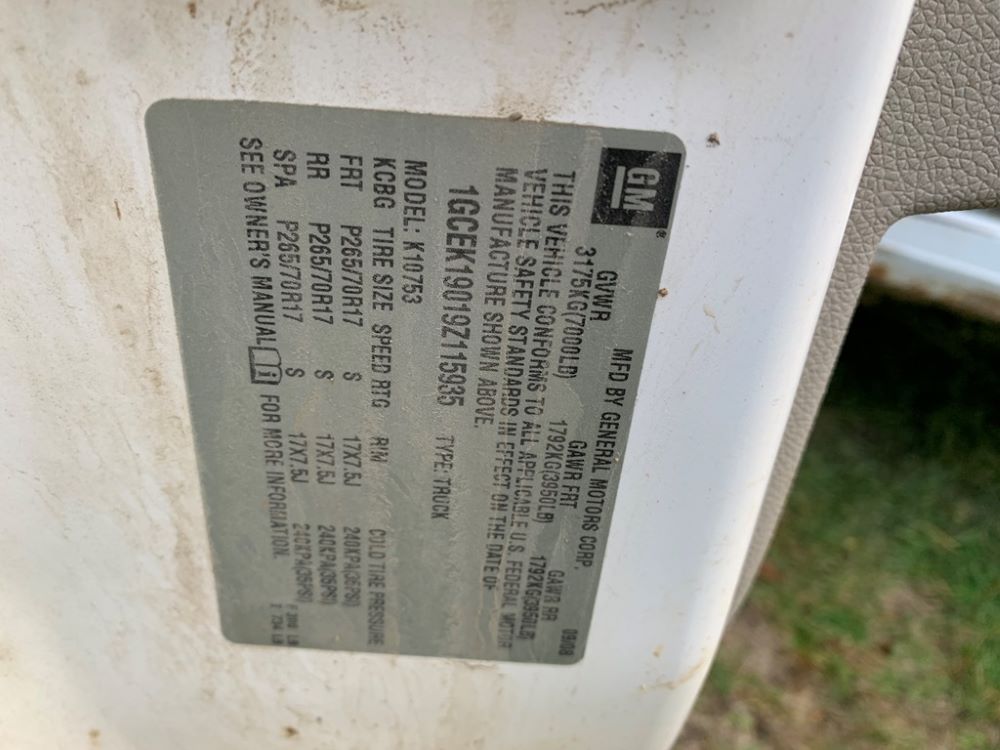 GM
MFD BY GENERAL MOTORS CORP. 09/08
GVWR GAWR FRT GAWR RR
3175KG(7000LB) 1792KG(3950LB) 1792KG(3950LB)
THIS VEHICLE CONFORMS TO ALL APPLICABLE U.S. FEDERAL MOTOR
VEHICLE SAFETY STANDARDS IN EFFECT ON THE DATE OF
MANUFACTURE SHOWN ABOVE.
1GCEK19019Z115935 TYPE: TRUCK
MODEL: K10753
KCBG TIRE SIZE SPEED RTG RIM COLD TIRE PRESSURE
FRT P265/70R17 S 17X7.5J 240KPA(35PSI)
RR P265/70R17 S 17X7.5J 240KPA(35PSI)
SPA P265/70R17 S 17X7.5J 240KPA(35PSI)
SEE OWNER'S MANUAL FOR MORE INFORMATION.